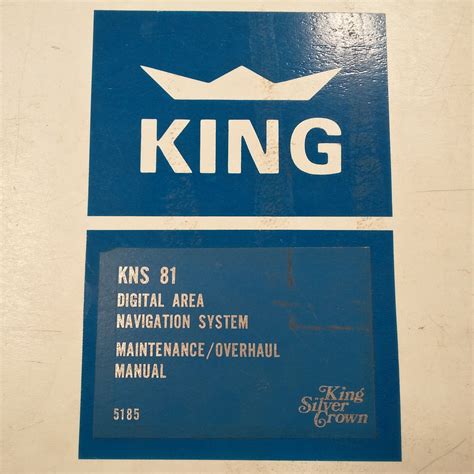 KING
KNS 81
DIGITAL AREA
NAVIGATION SYSTEM
MAINTENANCE/OVERHAUL
MANUAL
5185
King
Silver
Crown